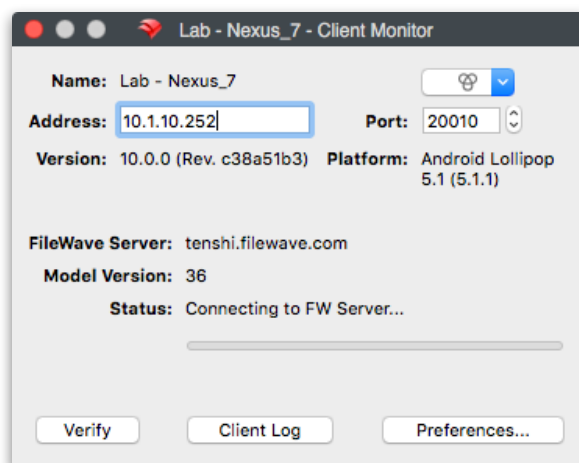 Lab - Nexus_7 - Client Monitor
Name: Lab - Nexus_7
Address: 10.1.10.252 Port: 20010
Version: 10.0.0 (Rev. c38a51b3) Platform: Android Lollipop
5.1 (5.1.1)
FileWave Server: tenshi.filewave.com
Model Version: 36
Status: Connecting to FW Server...
Verify Client Log Preferences...